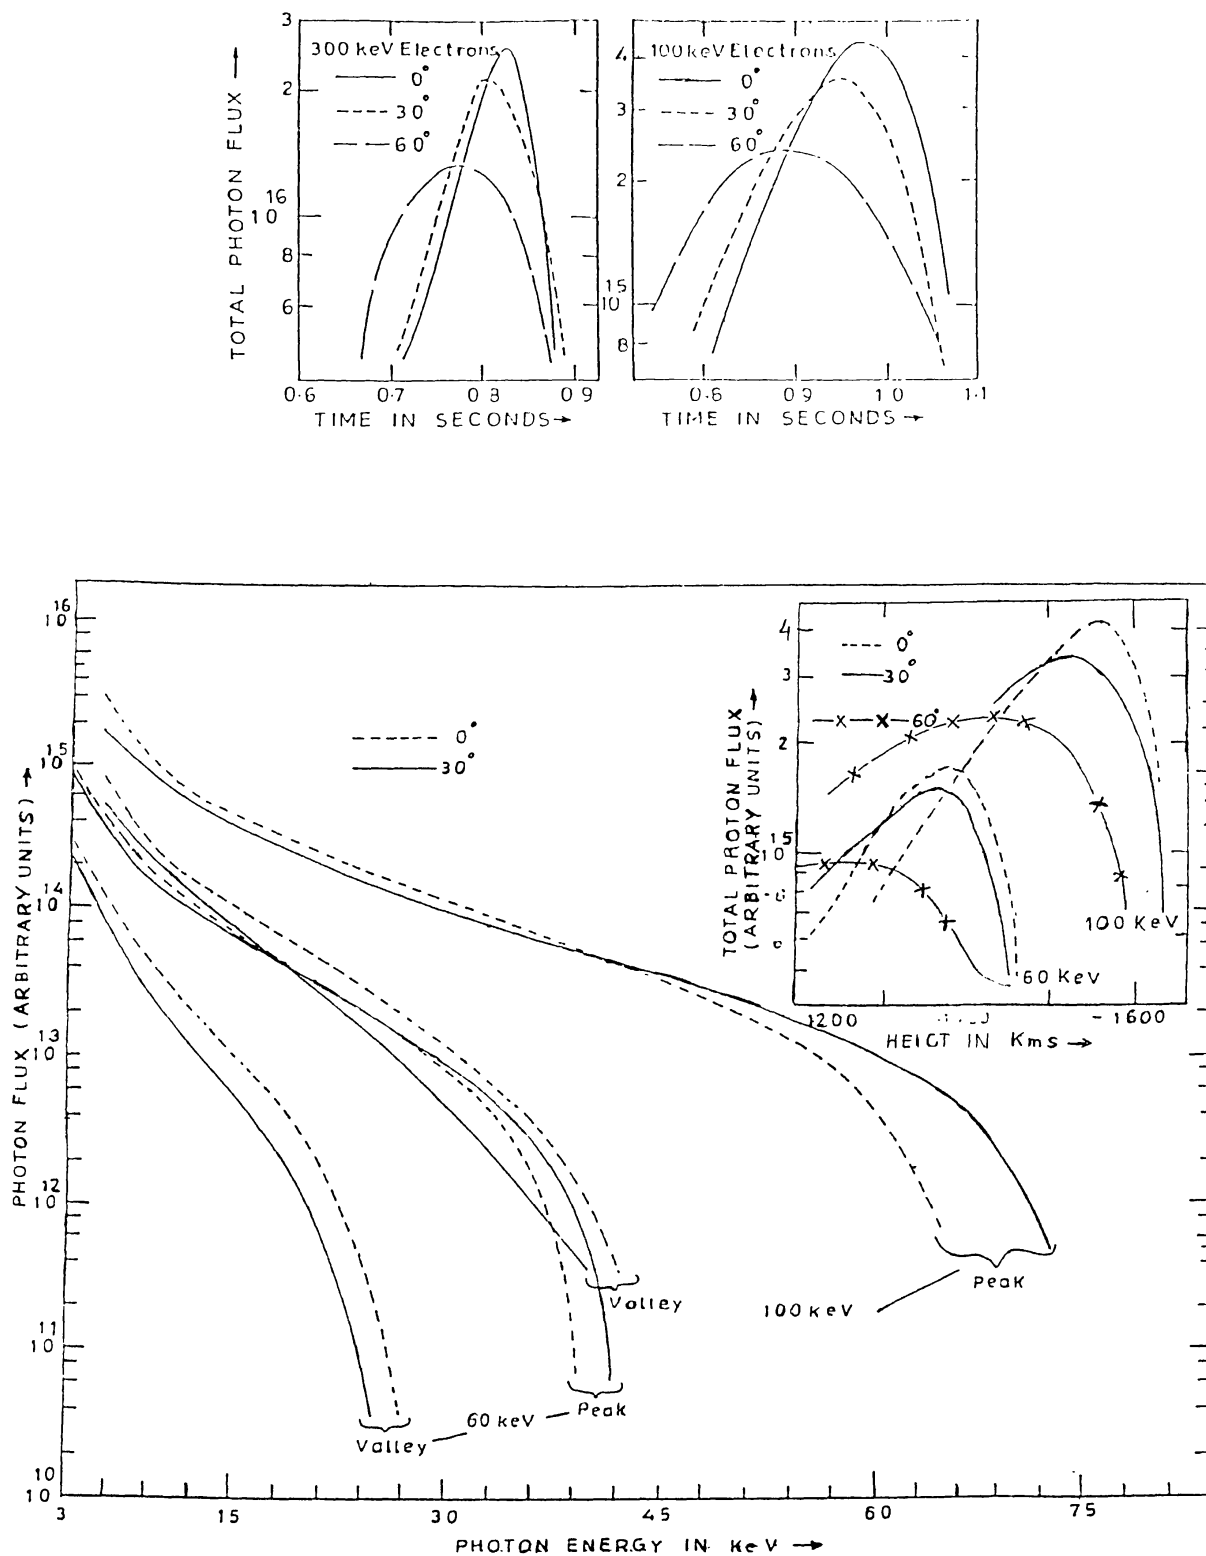 3
2
10^16
8
6
TOTAL PHOTON FLUX →
300 keV Electrons
0°
30°
60°
0·6 0·7 0·8 0·9
TIME IN SECONDS →
4
3
2
10^15
8
100 keV Electrons
0°
30°
60°
0·9 1·0 1·1
TIME IN SECONDS →
10^16
10^15
10^14
10^13
10^12
10^11
10^10
PHOTON FLUX (ARBITRARY UNITS) →
0°
30°
4
3
2
TOTAL PROTON FLUX
(ARBITRARY UNITS) →
0°
30°
60°
100 KeV
60 KeV
1200 1600
HEIGT IN Kms →
Valley
100 keV
Peak
60 keV
Peak
Valley
3 15 30 45 60 75
PHOTON ENERGY IN KeV →